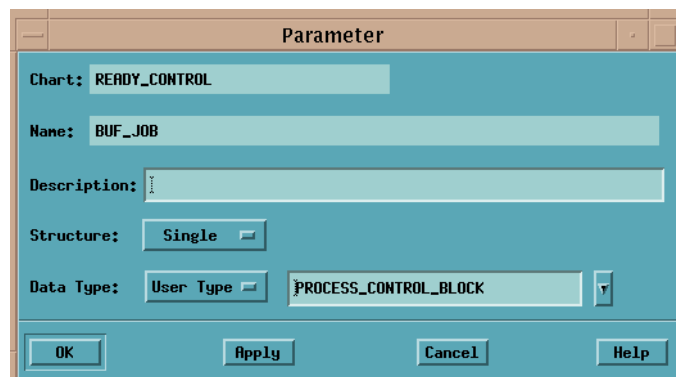 Parameter
Chart: READY_CONTROL
Name: BUF_JOB
Description:
Structure: Single
Data Type: User Type PROCESS_CONTROL_BLOCK
OK Apply Cancel Help